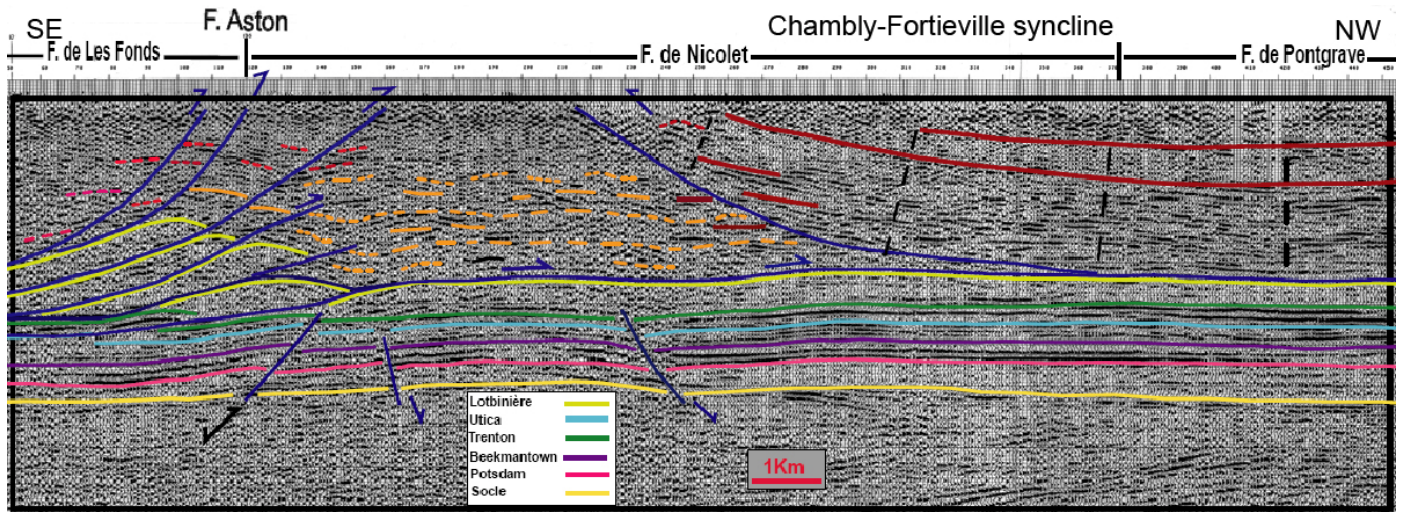 SE
F. Aston
Chambly-Fortieville syncline
NW
F. de Les Fonds
F. de Nicolet
F. de Pontgrave
Lotbinière
Utica
Trenton
Beekmantown
Potsdam
Socle
1Km